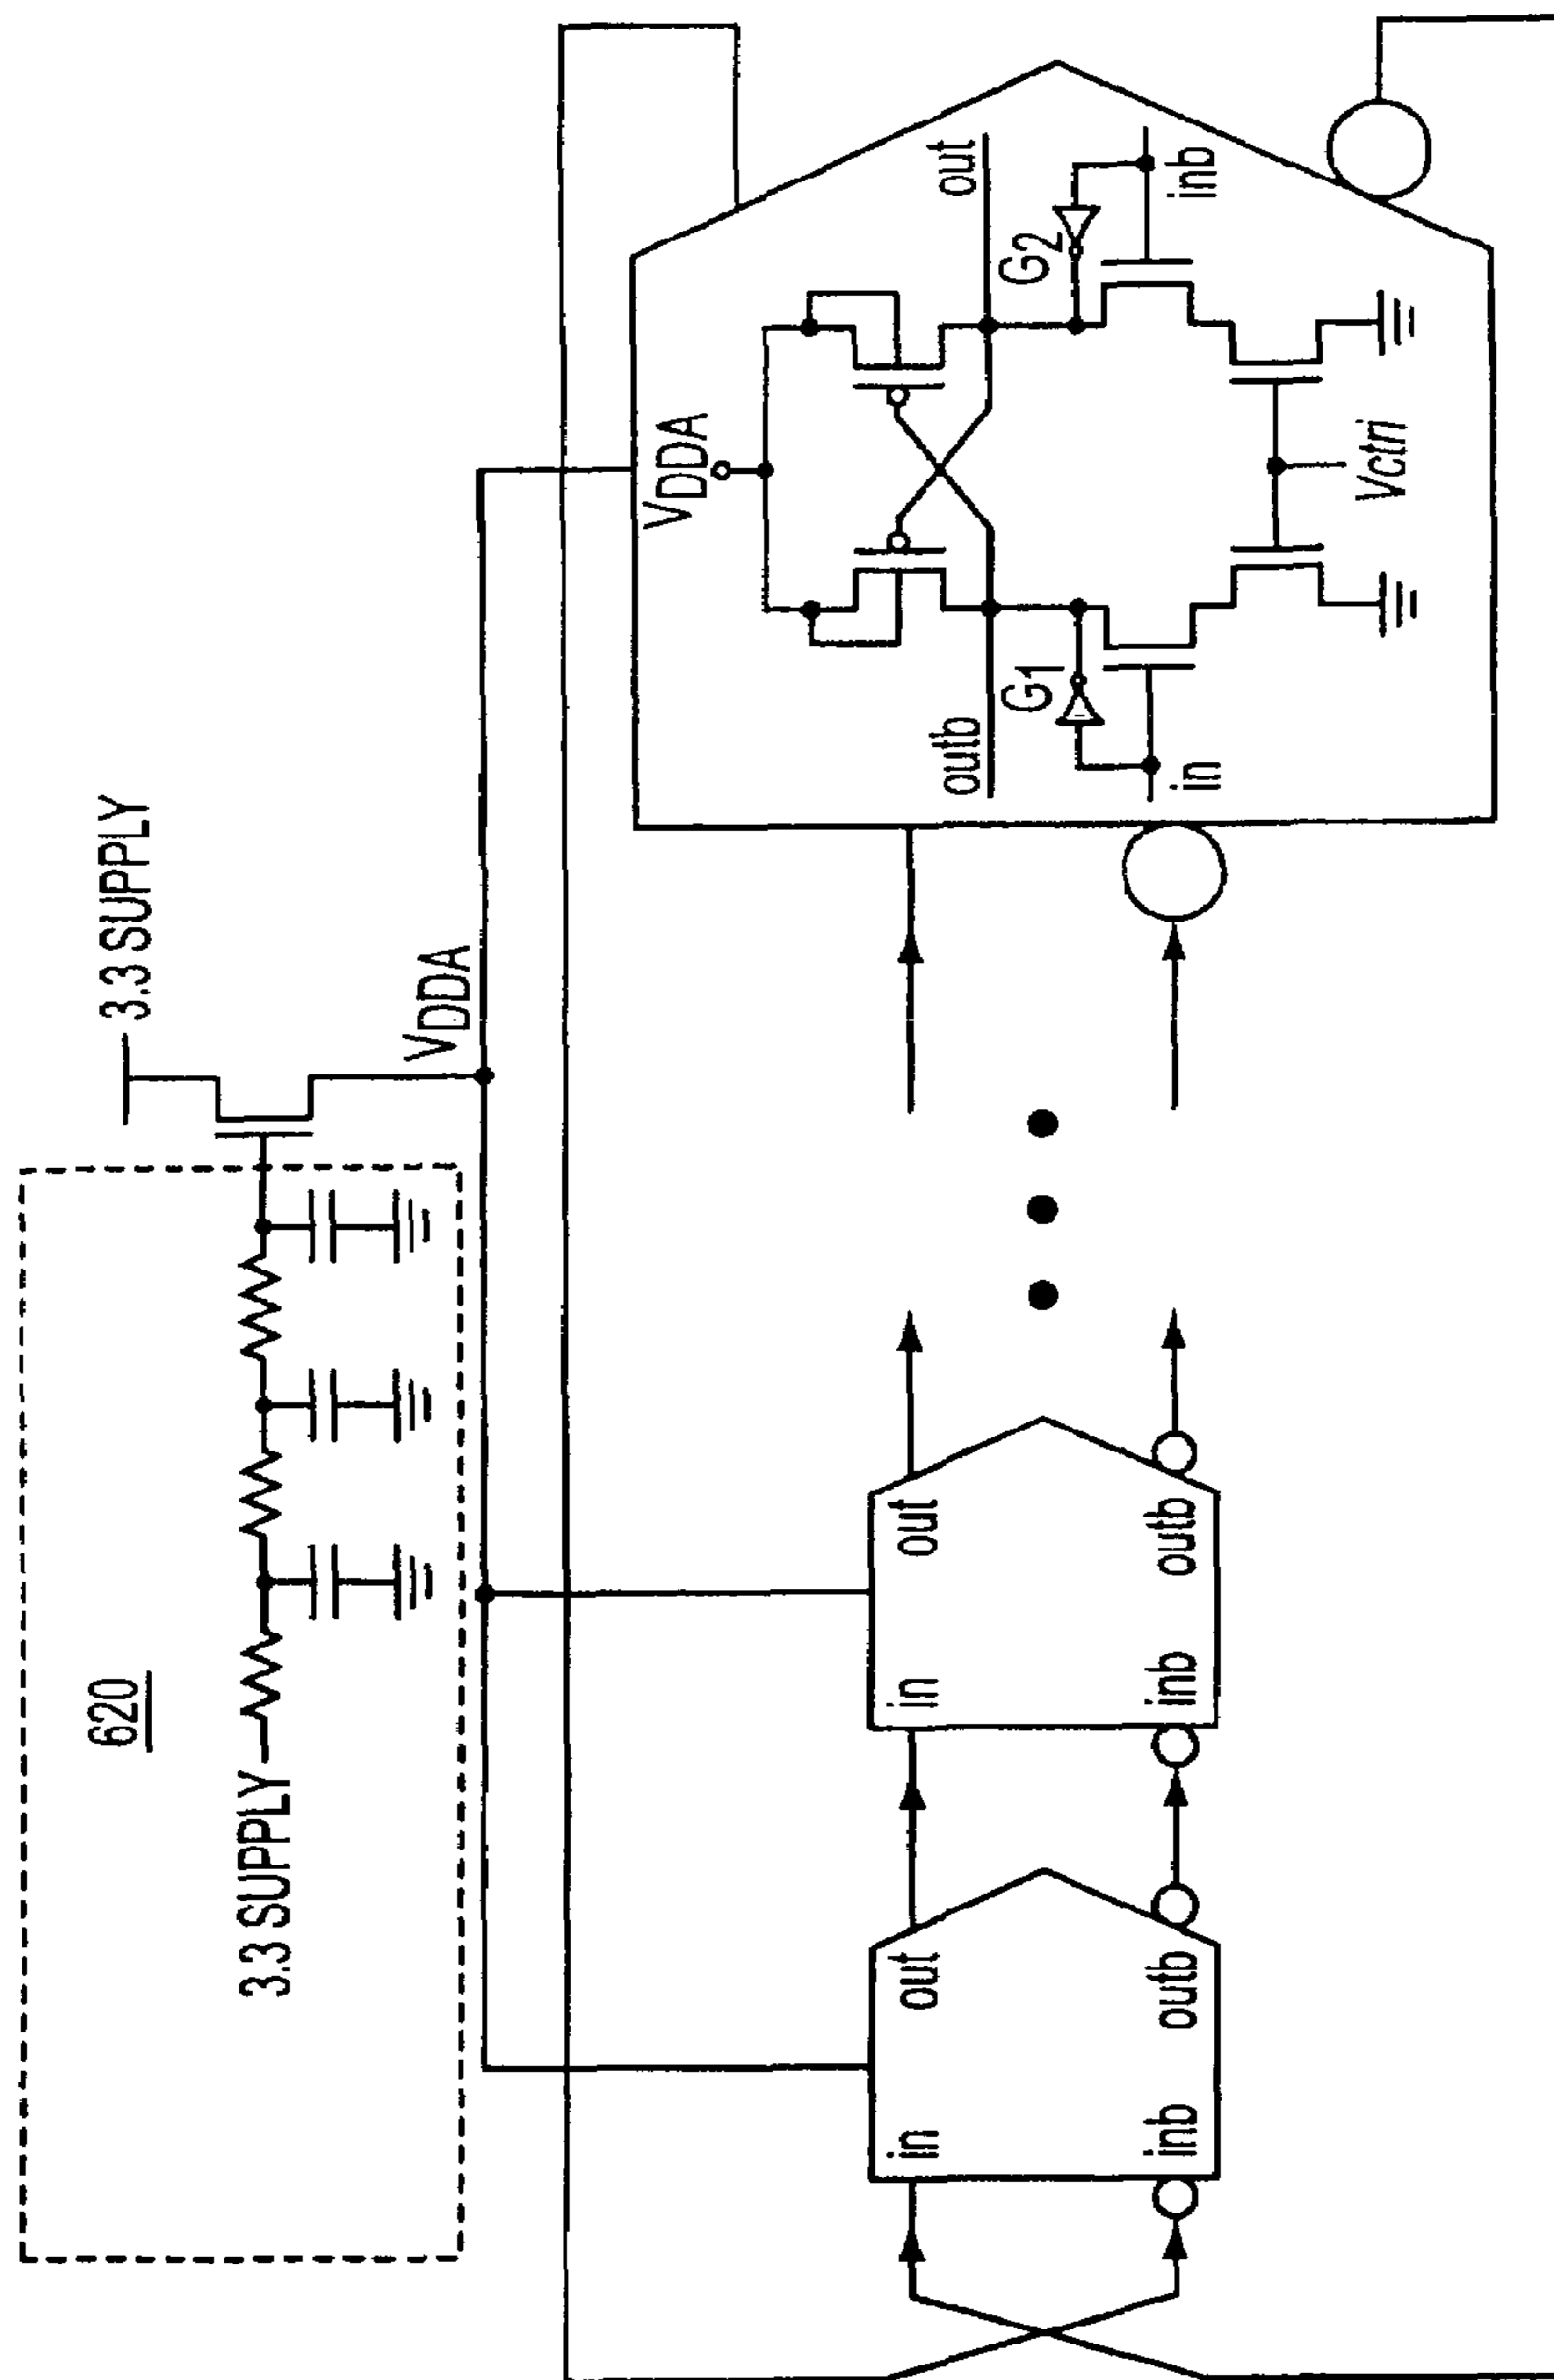 620
3.3 SUPPLY
3.3 SUPPLY
VDDA
in
inb
out
outb
in
inb
out
outb
VDDA
outb
out
G1
G2
in
inb
Vctrl